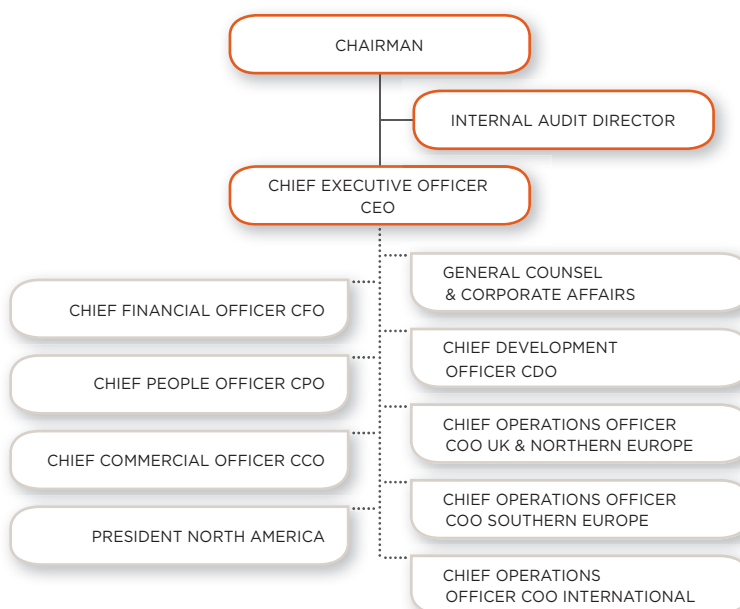 CHAIRMAN
INTERNAL AUDIT DIRECTOR
CHIEF EXECUTIVE OFFICER
CEO
GENERAL COUNSEL
& CORPORATE AFFAIRS
CHIEF FINANCIAL OFFICER CFO
CHIEF DEVELOPMENT
OFFICER CDO
CHIEF PEOPLE OFFICER CPO
CHIEF OPERATIONS OFFICER
COO UK & NORTHERN EUROPE
CHIEF COMMERCIAL OFFICER CCO
CHIEF OPERATIONS OFFICER
COO SOUTHERN EUROPE
PRESIDENT NORTH AMERICA
CHIEF OPERATIONS
OFFICER COO INTERNATIONAL